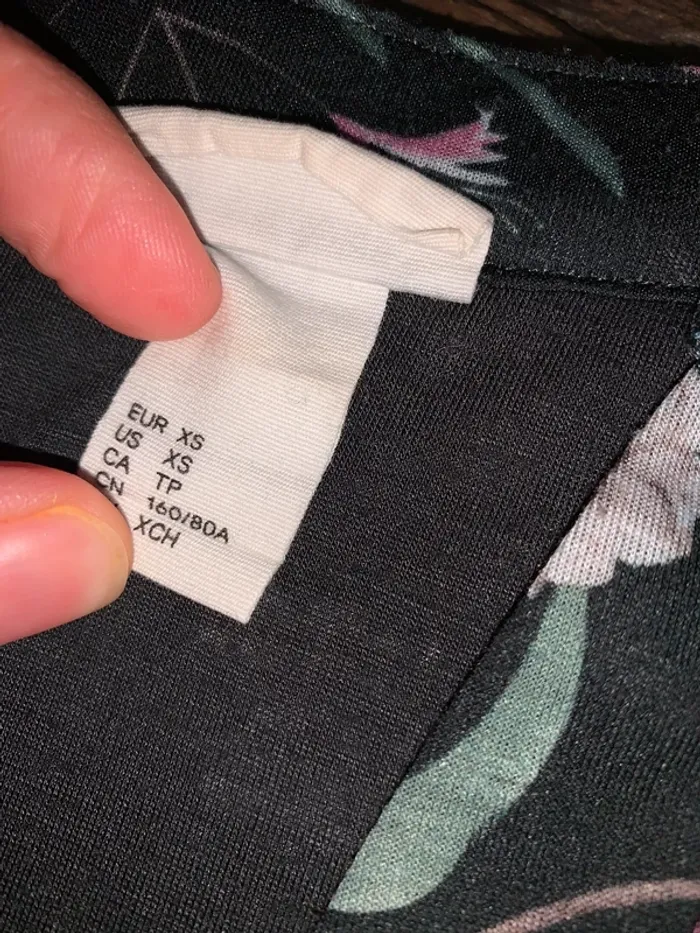 EUR XS
US XS
CA TP
CN 160/80A
XCH